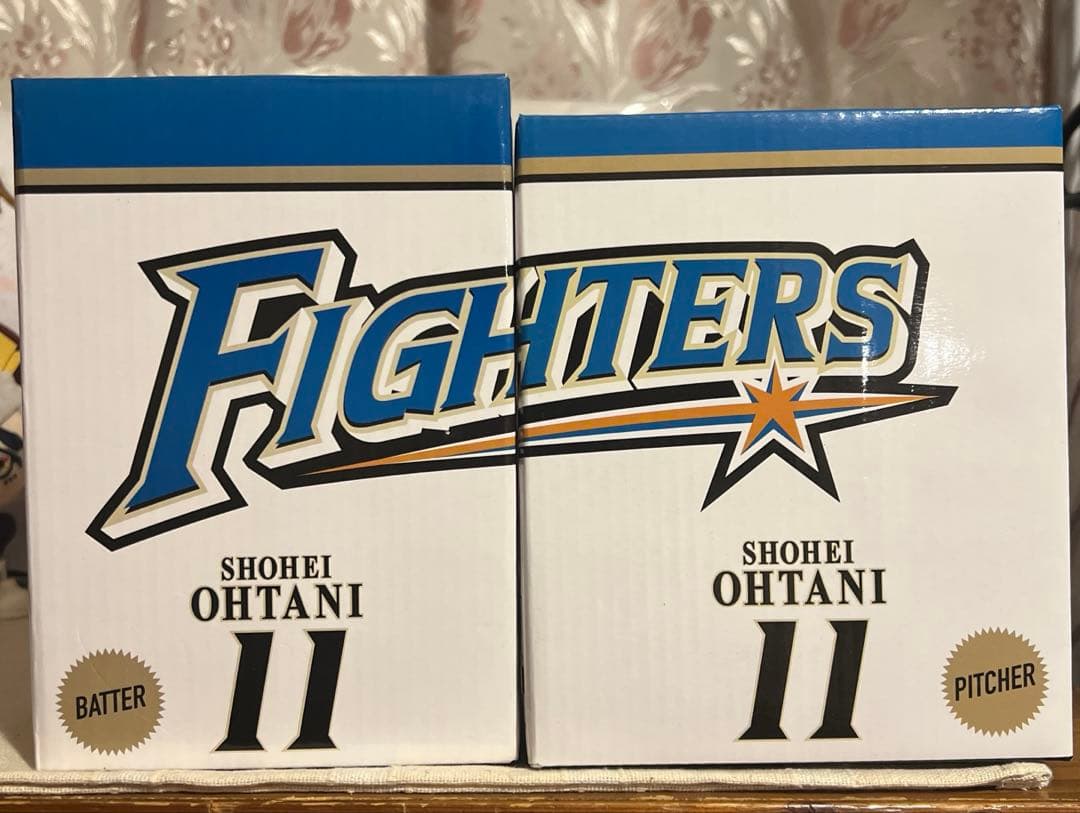 FIGHTERS
SHOHEI
OHTANI
11
BATTER
SHOHEI
OHTANI
11
PITCHER